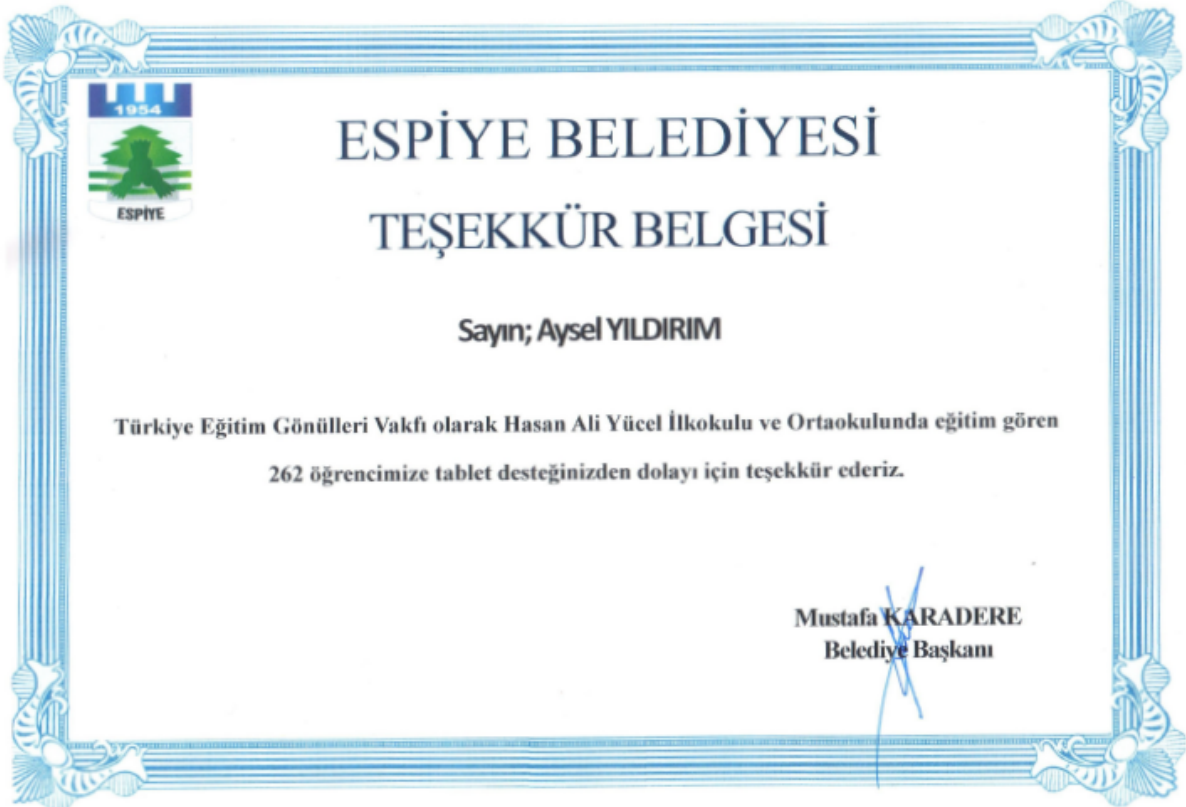 1954
ESPİYE
ESPİYE BELEDİYESİ
TEŞEKKÜR BELGESİ
Sayın; Aysel YILDIRIM
Türkiye Eğitim Gönülleri Vakfı olarak Hasan Ali Yücel İlkokulu ve Ortaokulunda eğitim gören
262 öğrencimize tablet desteğinizden dolayı için teşekkür ederiz.
Mustafa KARADERE
Belediye Başkanı